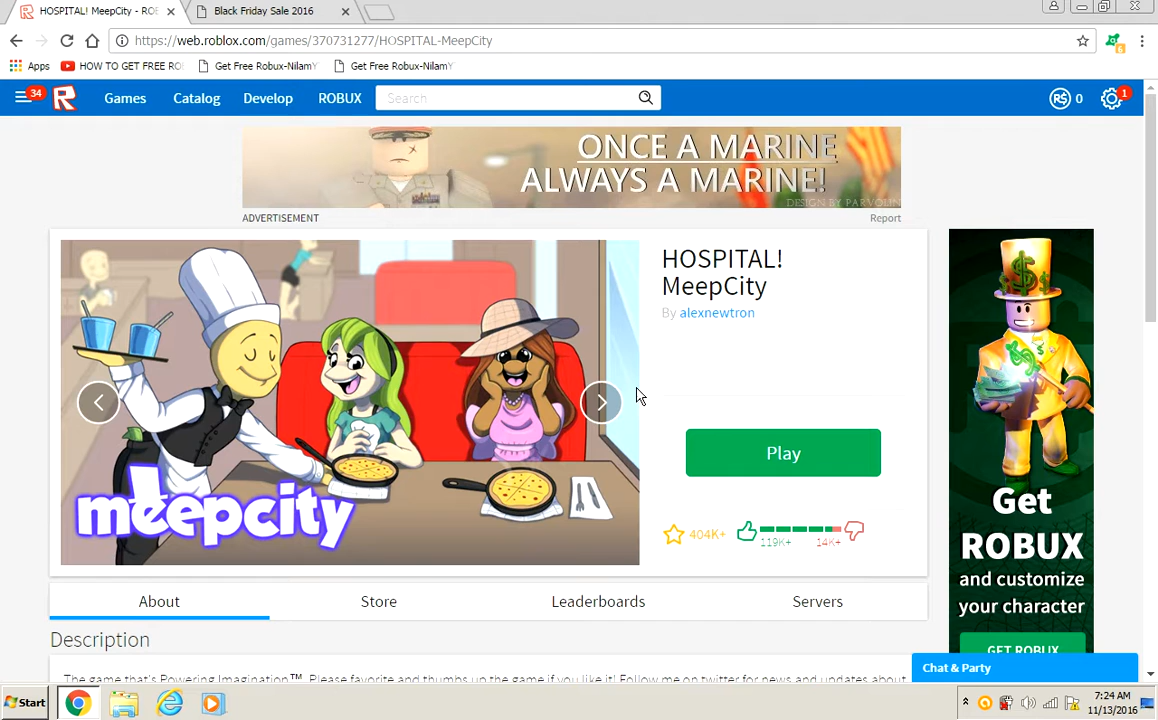 HOSPITAL! MeepCity - RO
Black Friday Sale 2016
https://web.roblox.com/games/370731277/HOSPITAL-MeepCity
6
Apps
HOW TO GET FREE RO
Get Free Robux-NilamY
Get Free Robux-NilamY
34
R
Games
Catalog
Develop
ROBUX
Search
R$ 0
1
ONCE A MARINE
ALWAYS A MARINE!
DESIGN BY PARVOLIN
ADVERTISEMENT
Report
HOSPITAL!
MeepCity
By alexnewtron
Play
404K+
119K+
14K+
meepcity
About
Store
Leaderboards
Servers
Description
The game that's Powering Imagination™. Please favorite and thumbs up the game if you like it! Follow me on twitter for news and updates about
$
Get
ROBUX
and customize
your character
GET ROBUX
Chat & Party
Start
7:24 AM
11/13/2016